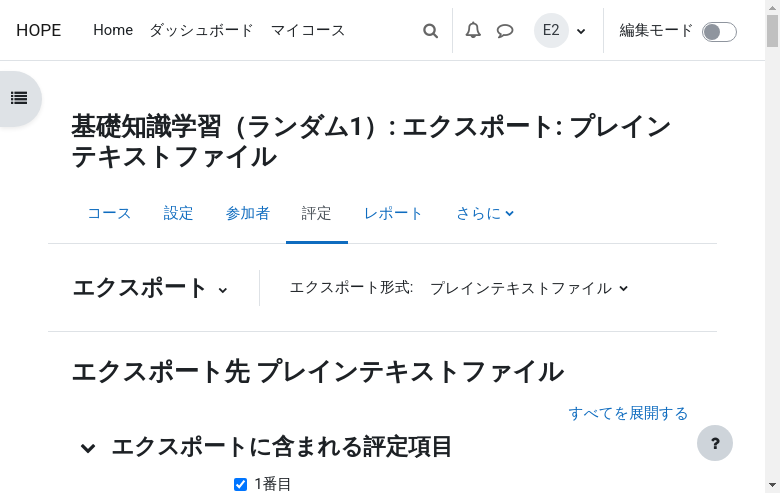 HOPE Home ダッシュボード マイコース E2 編集モード
基礎知識学習（ランダム1）: エクスポート: プレイン
テキストファイル
コース 設定 参加者 評定 レポート さらに
エクスポート エクスポート形式: プレインテキストファイル
エクスポート先 プレインテキストファイル
すべてを展開する
?
エクスポートに含まれる評定項目
1番目